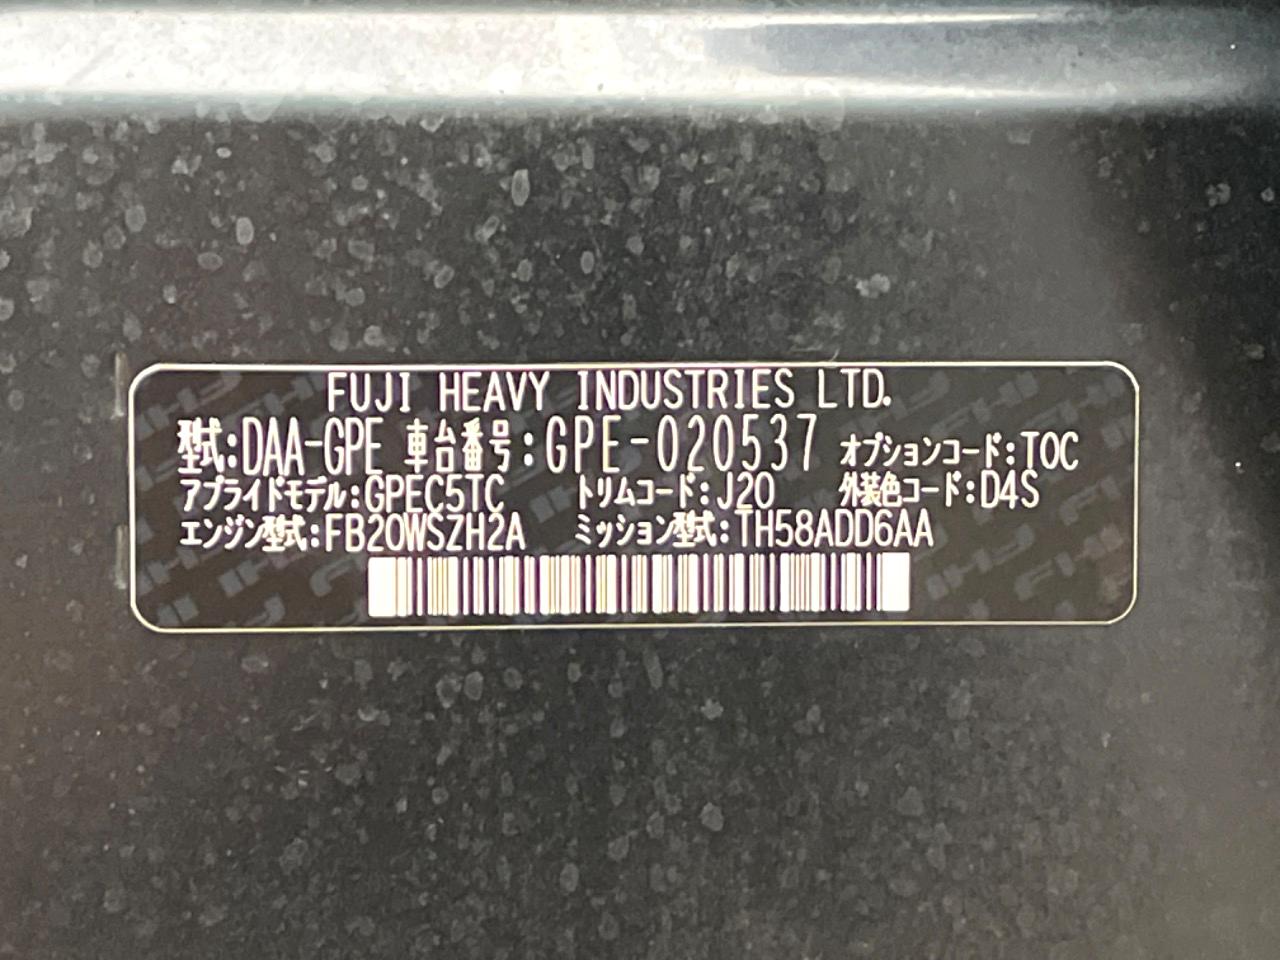 FUJI HEAVY INDUSTRIES LTD.
型式:DAA-GPE 車台番号:GPE-020537 オプションコード:TOC
アプライドモデル:GPEC5TC トリムコード:J20 外装色コード:D4S
エンジン型式:FB20WSZH2A ミッション型式:TH58ADD6AA